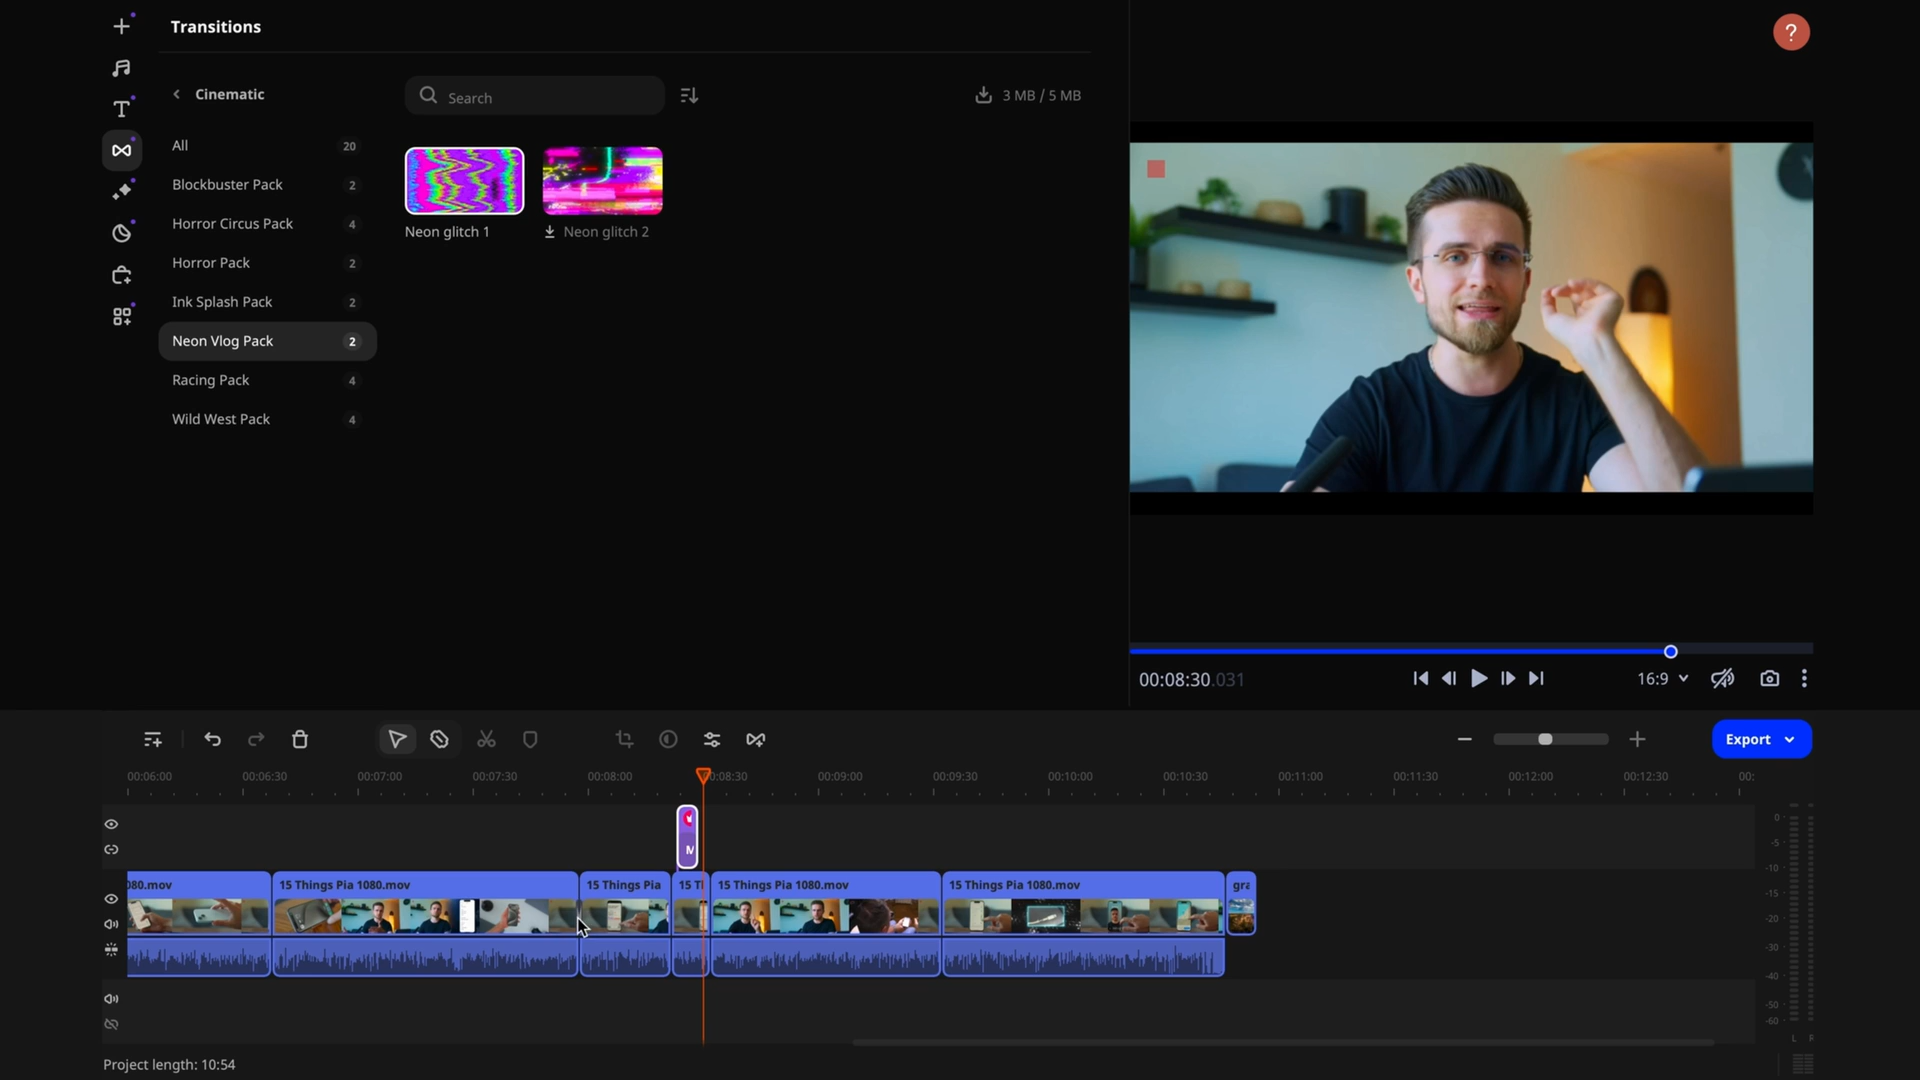 Transitions
?
Cinematic
Search
3 MB / 5 MB
All 20
Blockbuster Pack 2
Horror Circus Pack 4
Horror Pack 2
Ink Splash Pack 2
Neon Vlog Pack 2
Racing Pack 4
Wild West Pack 4
Neon glitch 1
Neon glitch 2
00:08:30.031
16:9
Export
00:06:00 00:06:30 00:07:00 00:07:30 00:08:00 00:08:30 00:09:00 00:09:30 00:10:00 00:10:30 00:11:00 00:11:30 00:12:00 00:12:30 00:
M
080.mov
15 Things Pia 1080.mov
15 Things Pia
15 T
15 Things Pia 1080.mov
15 Things Pia 1080.mov
gra
0
-5
-10
-15
-20
-30
-40
-50
-60
L R
Project length: 10:54